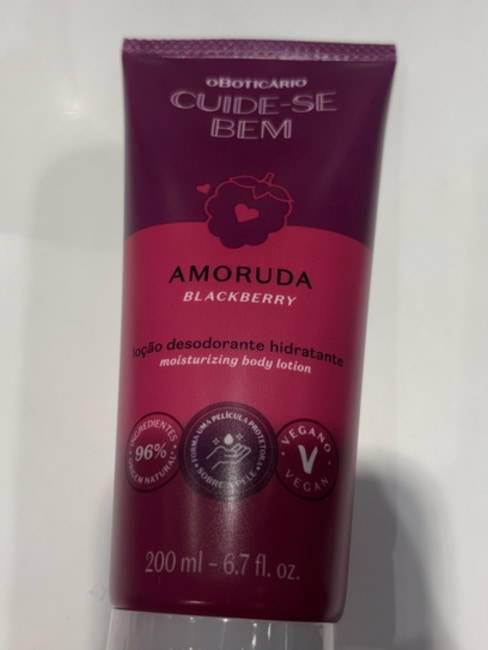 oBOTICÁRIO
CUIDE-SE
BEM
AMORUDA
BLACKBERRY
loção desodorante hidratante
moisturizing body lotion
INGREDIENTES
96%
ORIGEM NATURAL
FORMA UMA PELÍCULA PROTETORA
SOBRE A PELE
VEGANO
V
VEGAN
200 ml - 6.7 fl. oz.